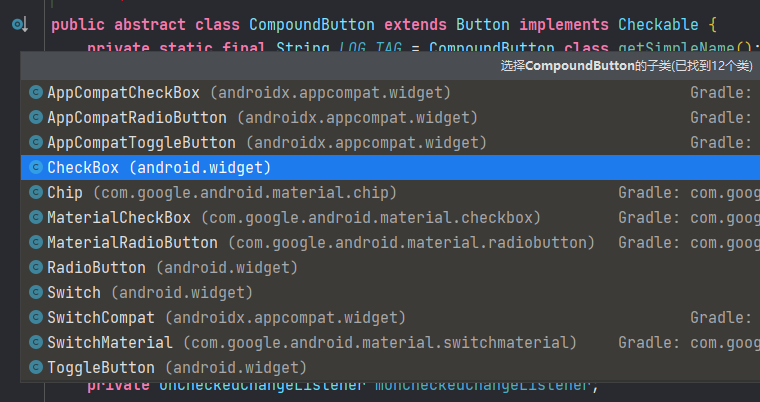 public abstract class CompoundButton extends Button implements Checkable {
private static final String LOG_TAG = CompoundButton.class.getSimpleName();
选择CompoundButton的子类(已找到12个类)
AppCompatCheckBox (androidx.appcompat.widget) Gradle:
AppCompatRadioButton (androidx.appcompat.widget) Gradle:
AppCompatToggleButton (androidx.appcompat.widget) Gradle:
CheckBox (android.widget)
Chip (com.google.android.material.chip) Gradle: com.goog
MaterialCheckBox (com.google.android.material.checkbox) Gradle: com.goog
MaterialRadioButton (com.google.android.material.radiobutton) Gradle: com.goog
RadioButton (android.widget)
Switch (android.widget)
SwitchCompat (androidx.appcompat.widget) Gradle:
SwitchMaterial (com.google.android.material.switchmaterial) Gradle: com.goog
ToggleButton (android.widget)
private OnCheckedChangeListener mOnCheckedChangeListener;